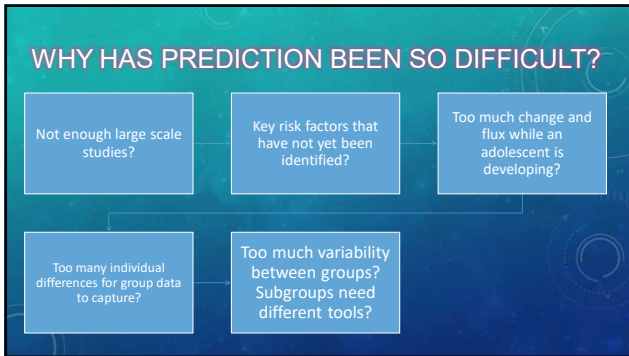 WHY HAS PREDICTION BEEN SO DIFFICULT?
Not enough large scale
studies?
Key risk factors that
have not yet been
identified?
Too much change and
flux while an
adolescent is
developing?
Too many individual
differences for group data
to capture?
Too much variability
between groups?
Subgroups need
different tools?